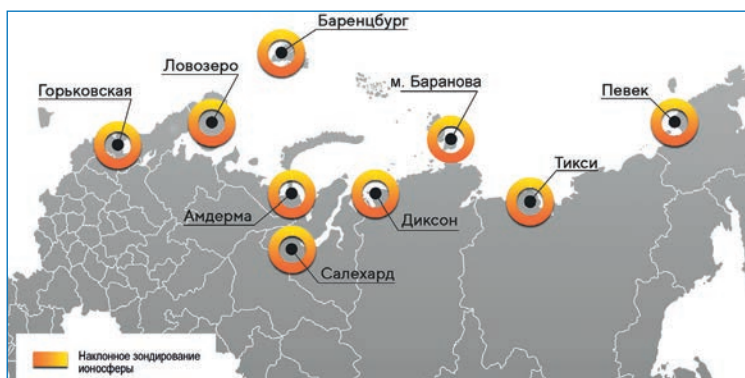 Баренцбург
Ловозеро
м. Баранова
Горьковская
Певек
Тикси
Амдерма
Диксон
Салехард
Наклонное зондирование
ионосферы